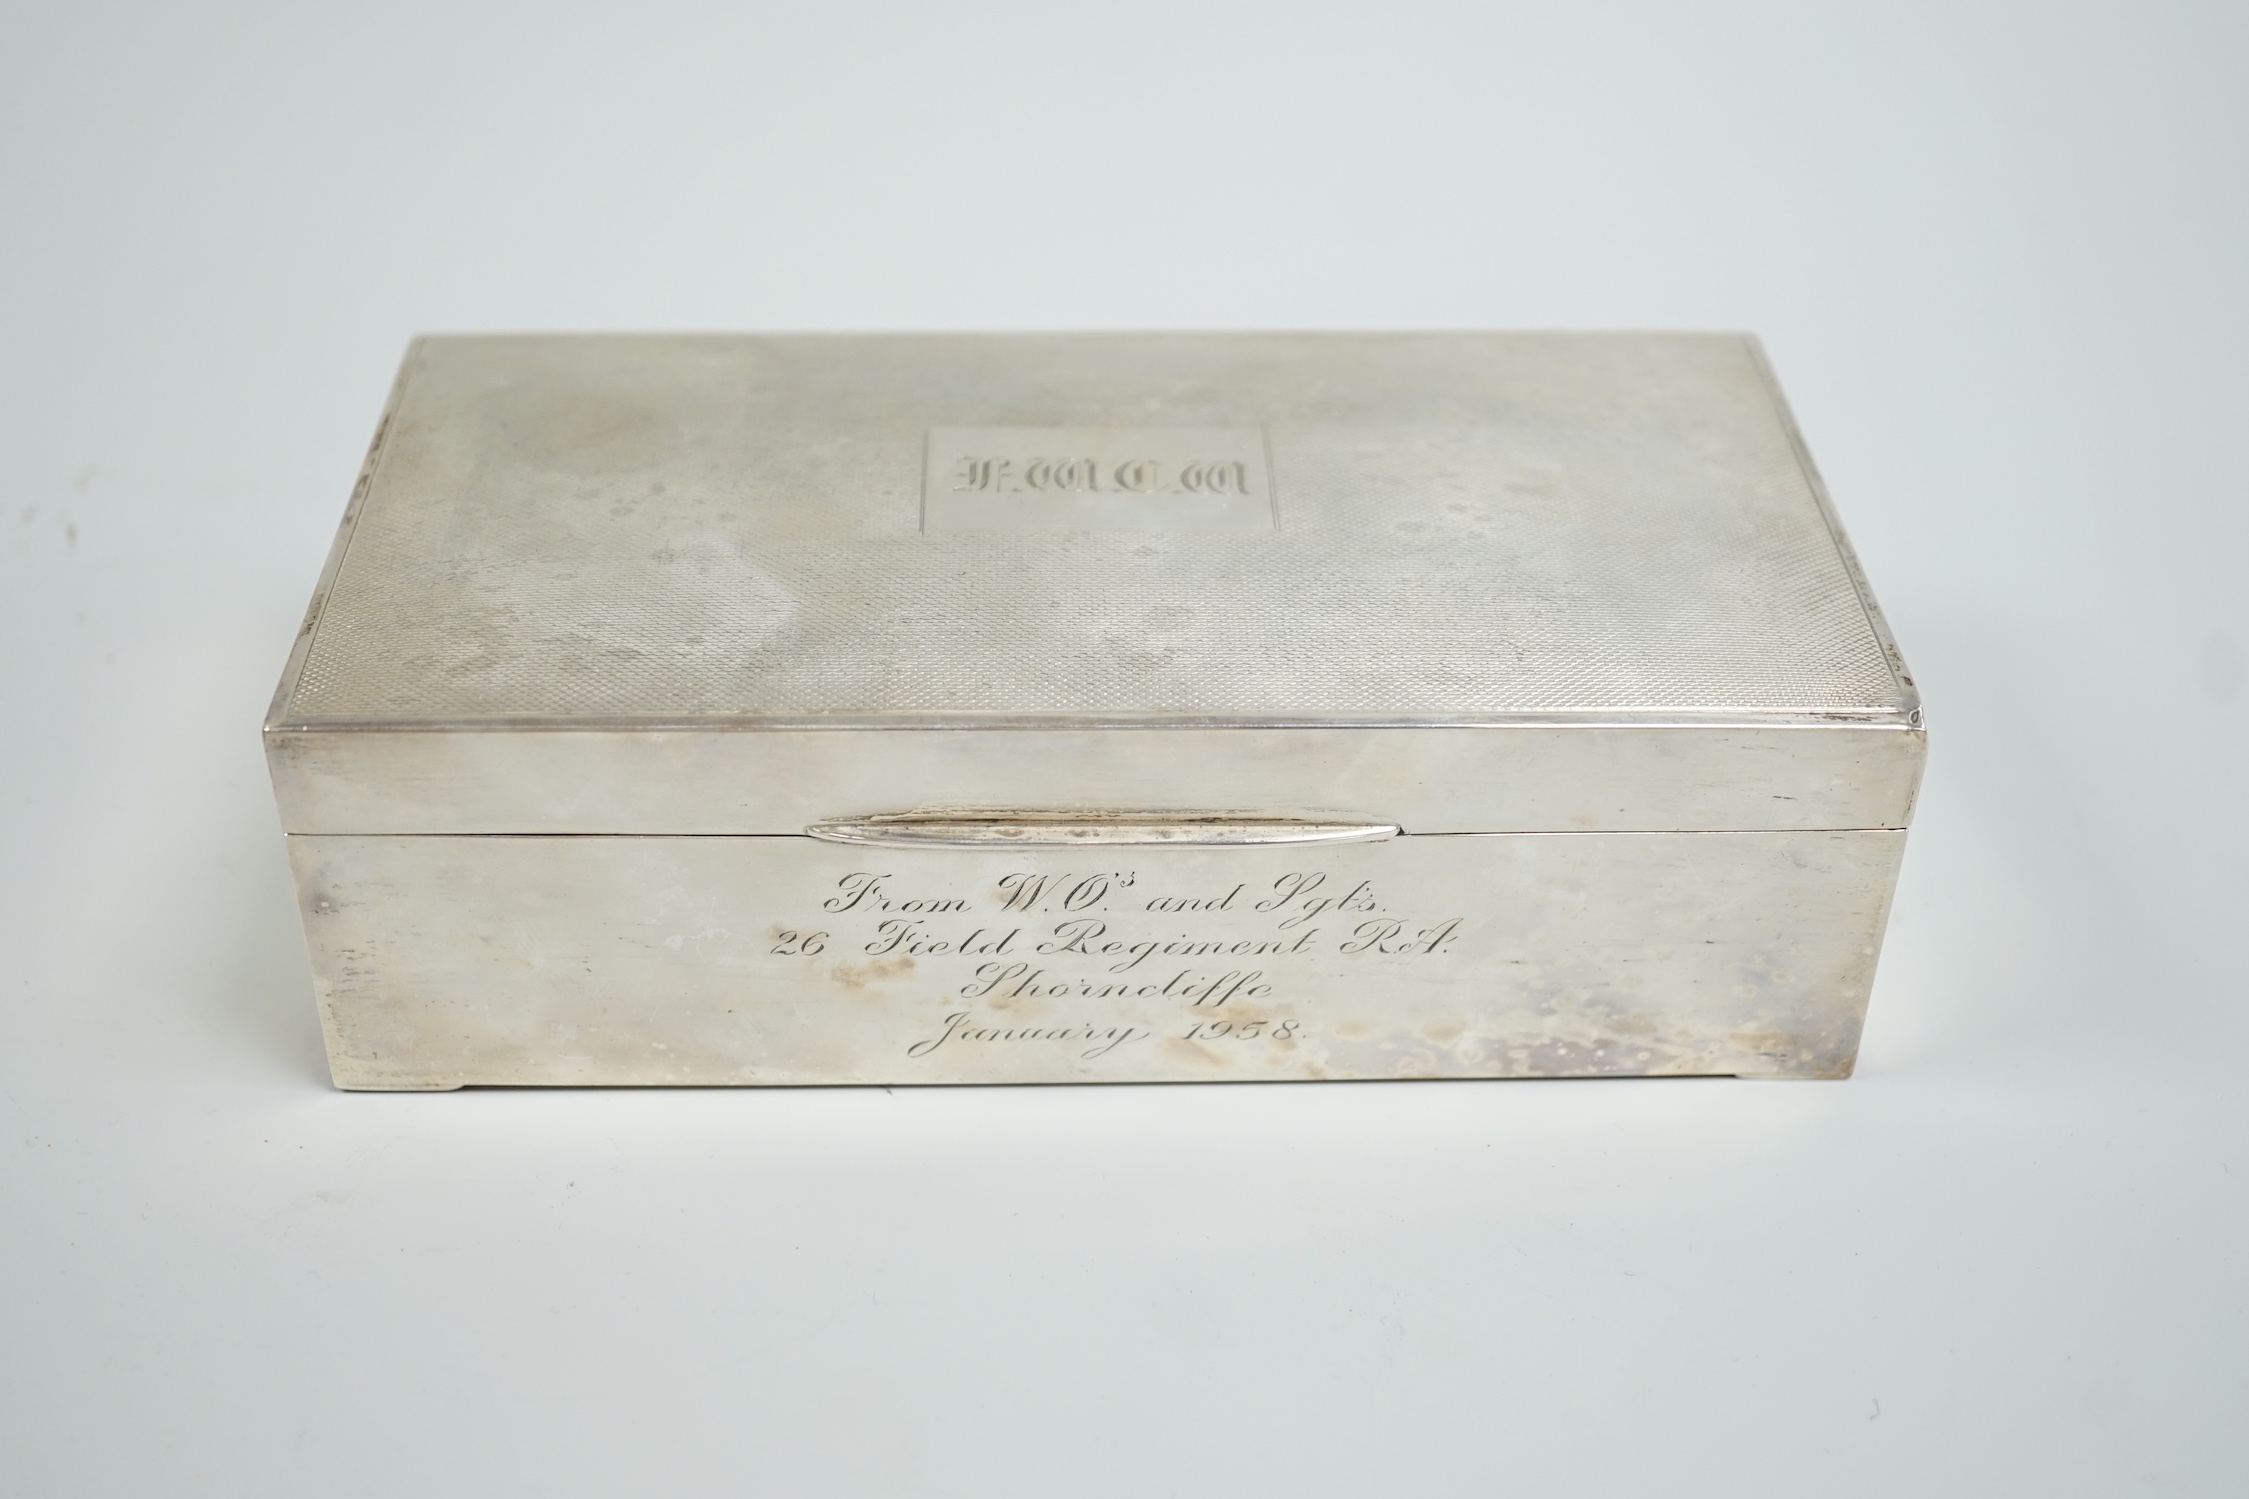 From W.O's. and Sgts.
26 Field Regiment R.A.
Shorncliffe
January 1958.